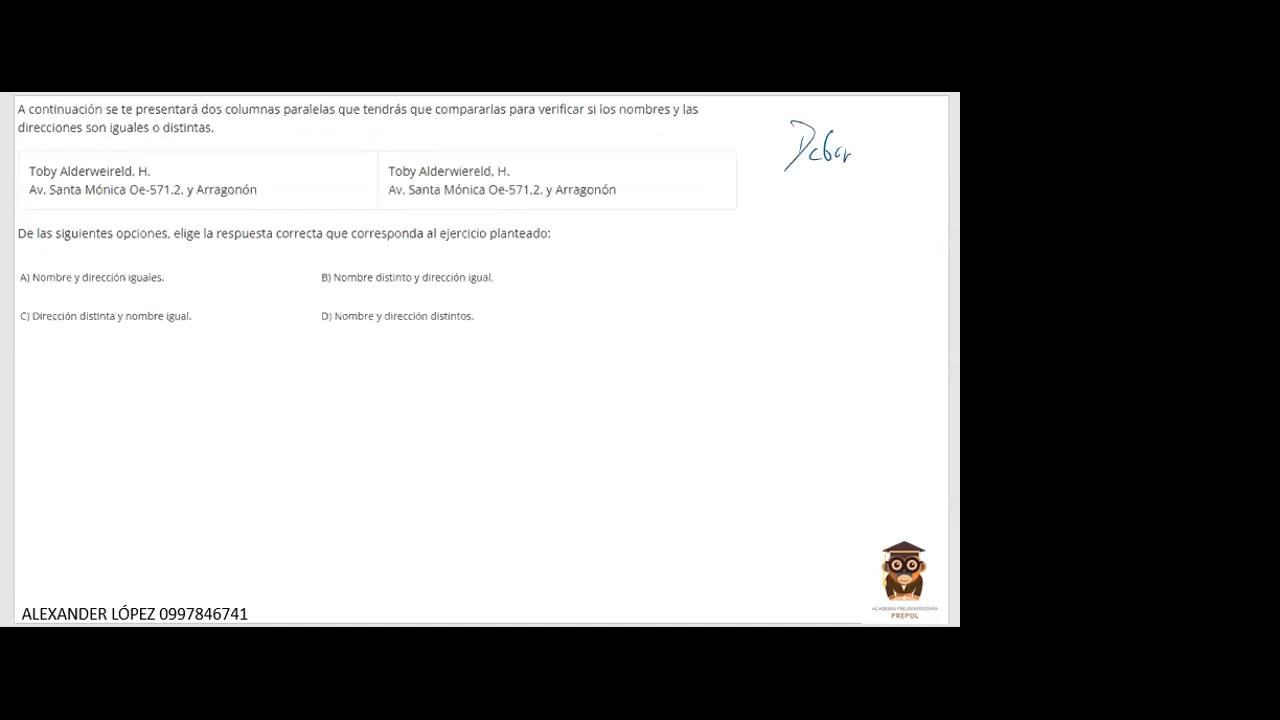 A continuación se te presentará dos columnas paralelas que tendrás que compararlas para verificar si los nombres y las
direcciones son iguales o distintas.
Deber
Toby Alderweireld, H.
Av. Santa Mónica Oe-571,2. y Arragonón
Toby Alderwiereld, H.
Av. Santa Mónica Oe-571,2. y Arragonón
De las siguientes opciones, elige la respuesta correcta que corresponda al ejercicio planteado:
A) Nombre y dirección iguales.
B) Nombre distinto y dirección igual.
C) Dirección distinta y nombre igual.
D) Nombre y dirección distintos.
ACADEMIA PREUNIVERSITARIA
PREPOL
ALEXANDER LÓPEZ 0997846741